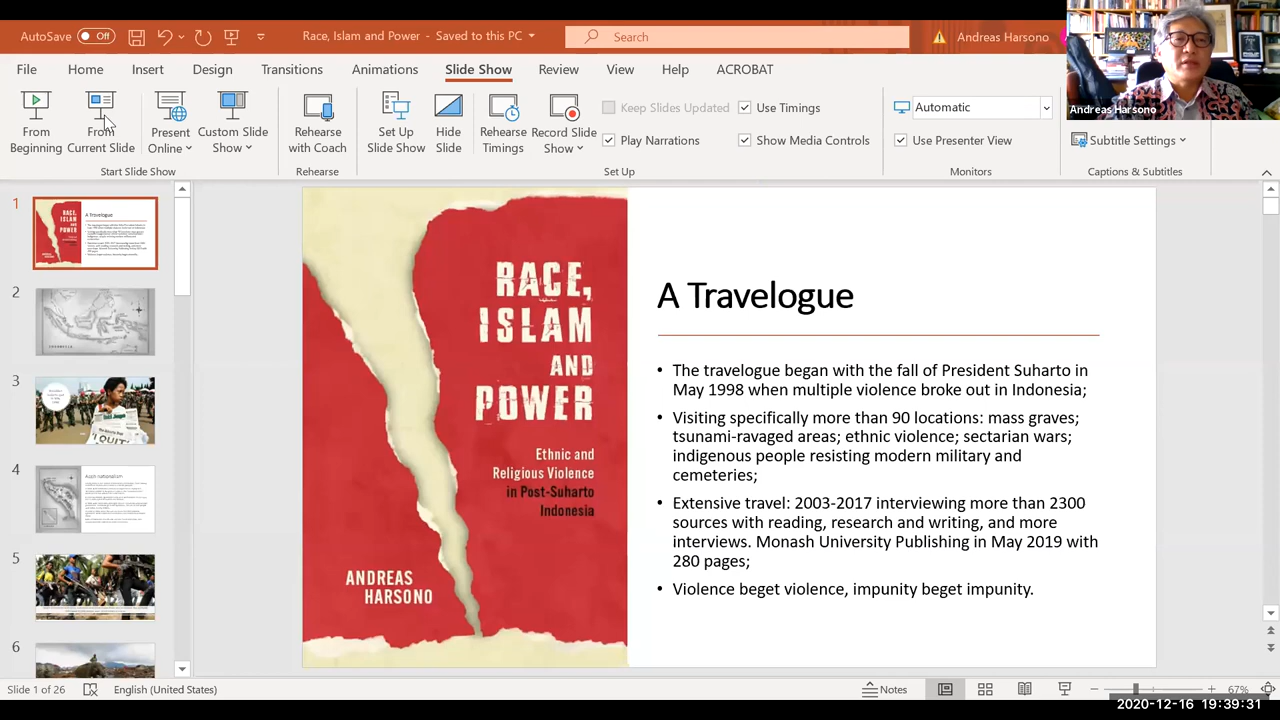 AutoSave Off
Race, Islam and Power - Saved to this PC
Search
Andreas Harsono
Andreas Harsono
File Home Insert Design Transitions Animations Slide Show Review View Help ACROBAT
From Beginning
From Current Slide
Present Online
Custom Slide Show
Start Slide Show
Rehearse with Coach
Rehearse
Set Up Slide Show
Hide Slide
Rehearse Timings
Record Slide Show
Keep Slides Updated
Play Narrations
Use Timings
Show Media Controls
Set Up
Automatic
Use Presenter View
Monitors
Subtitle Settings
Captions & Subtitles
1
2
3
4
5
6
RACE,
ISLAM
AND
POWER
Ethnic and
Religious Violence
in Post-Suharto
Indonesia
ANDREAS
HARSONO
A Travelogue
• The travelogue began with the fall of President Suharto in
May 1998 when multiple violence broke out in Indonesia;
• Visiting specifically more than 90 locations: mass graves;
tsunami-ravaged areas; ethnic violence; sectarian wars;
indigenous people resisting modern military and
cemeteries;
• Extensive travel: 2003-2017 interviewing more than 2300
sources with reading, research and writing, and more
interviews. Monash University Publishing in May 2019 with
280 pages;
• Violence beget violence, impunity beget impunity.
Slide 1 of 26
English (United States)
Notes
67%
2020-12-16 19:39:31